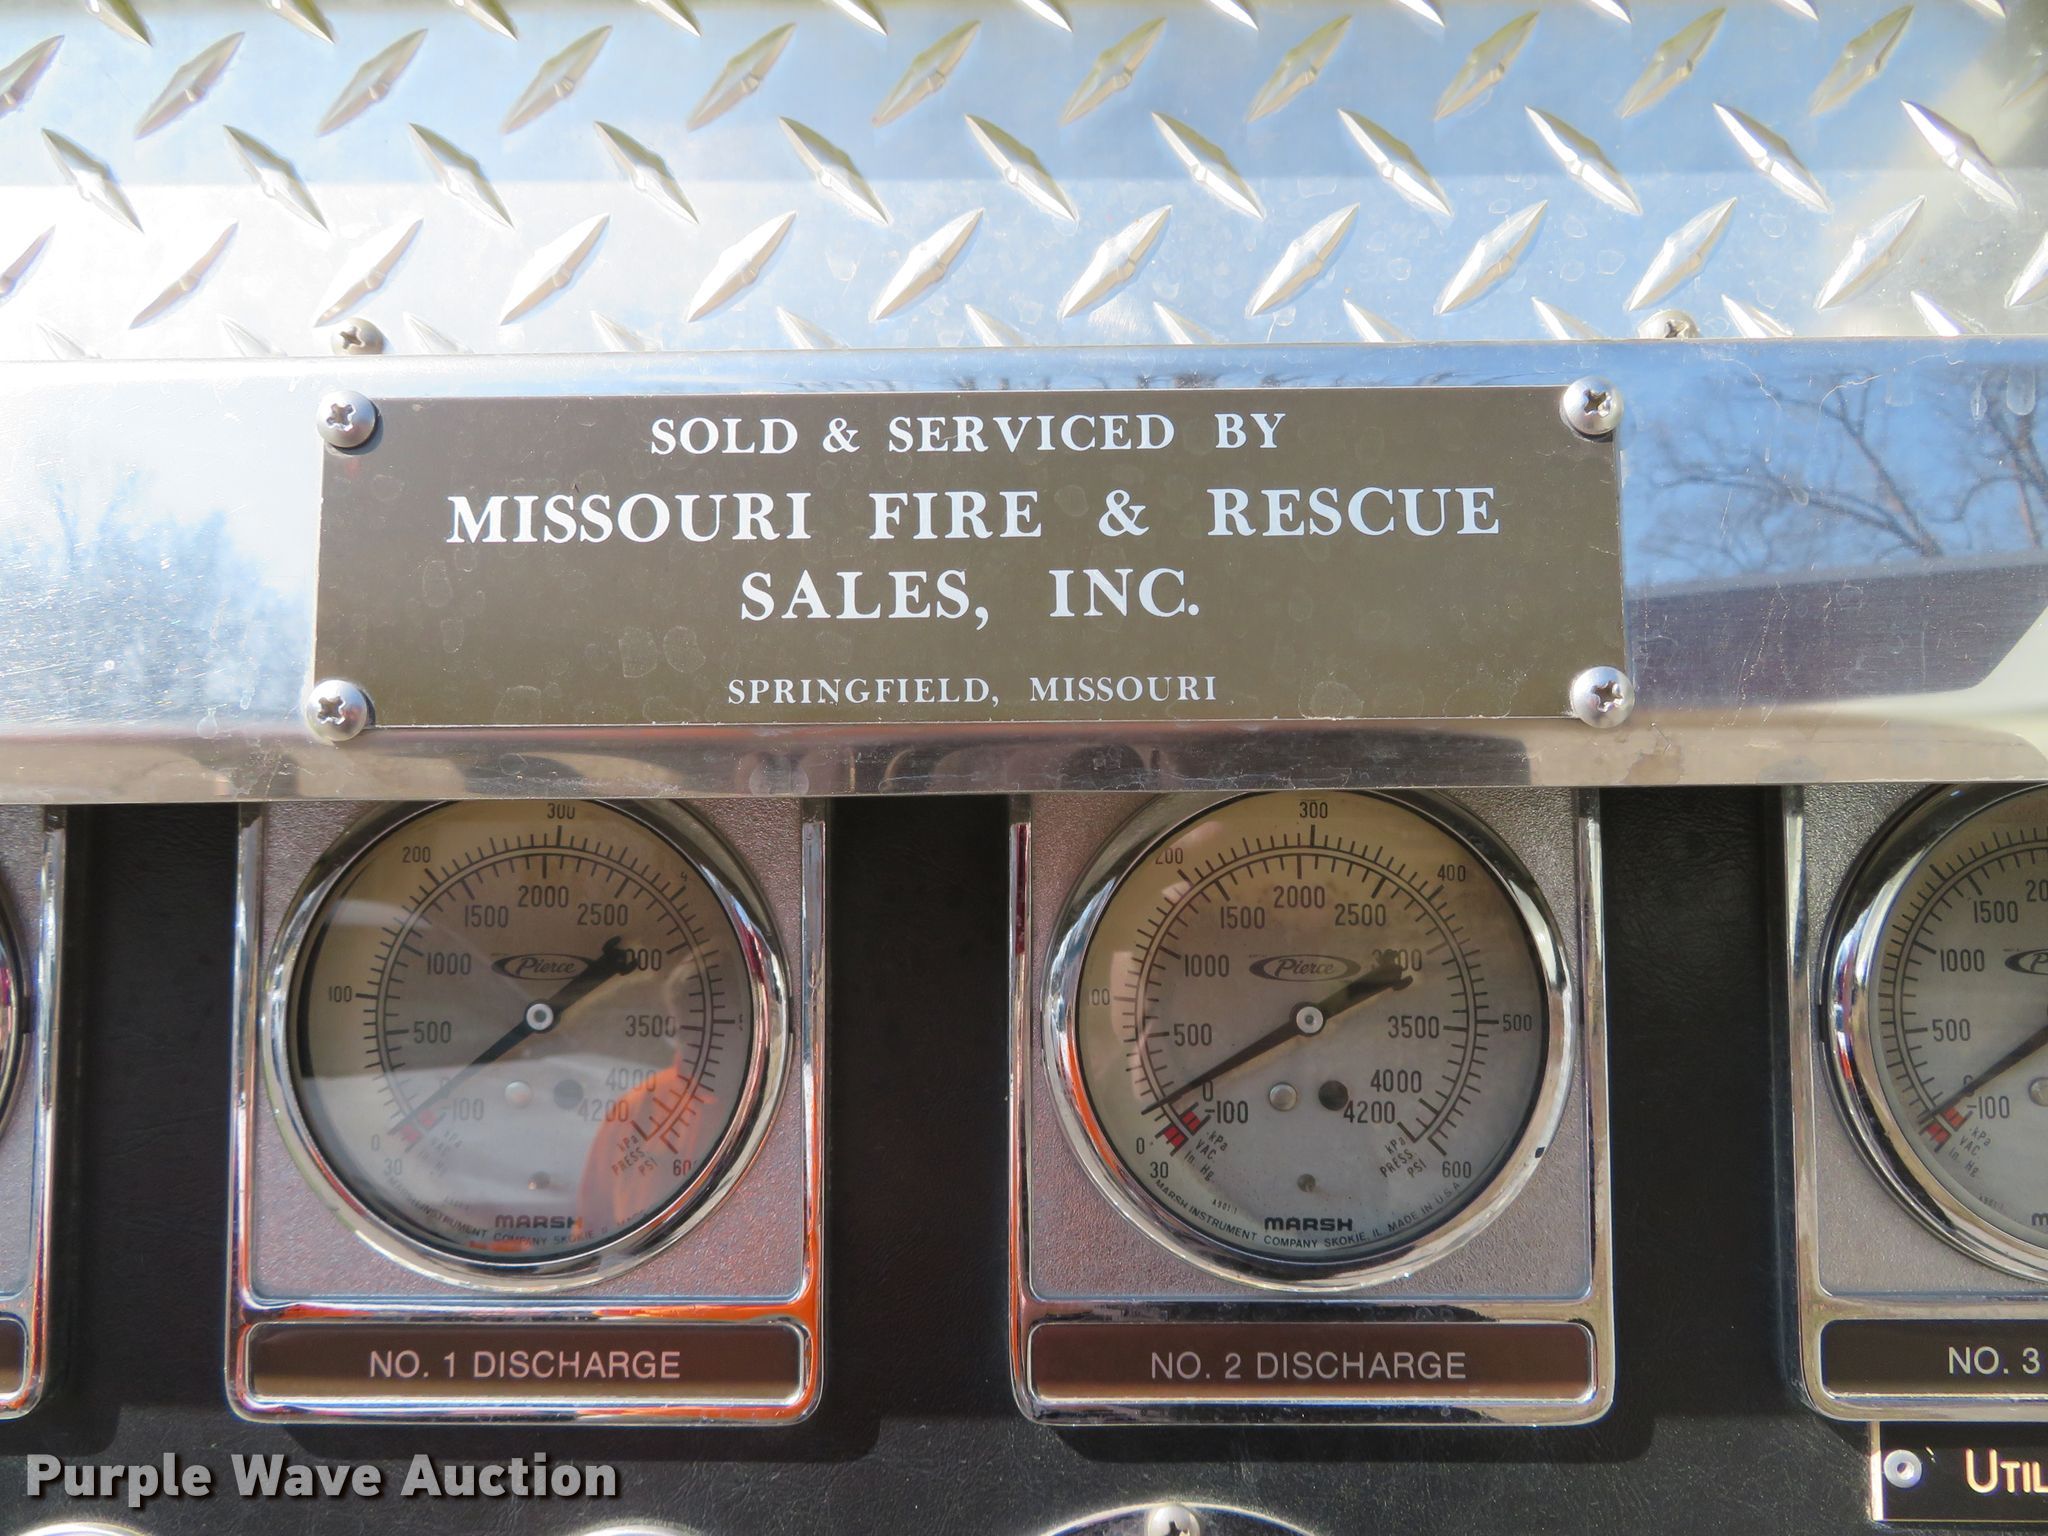 SOLD & SERVICED BY
MISSOURI FIRE & RESCUE
SALES, INC.
SPRINGFIELD, MISSOURI
300
200
2000
1500
2500
1000
Pierce
100
500
3500
4000
-100
4200
0
30
kPa
PRESS
PSI
MARSH
NO. 1 DISCHARGE
300
200
400
2000
1500
2500
1000
Pierce
500
3500
500
0
4000
-100
4200
0
30
kPa
VAC.
in. Hg
kPa
PRESS
PSI
600
MARSH
MARSH INSTRUMENT COMPANY SKOKIE, IL MADE IN U.S.A.
NO. 2 DISCHARGE
1500
1000
500
-100
kPa
VAC.
in. Hg
NO. 3
Purple Wave Auction